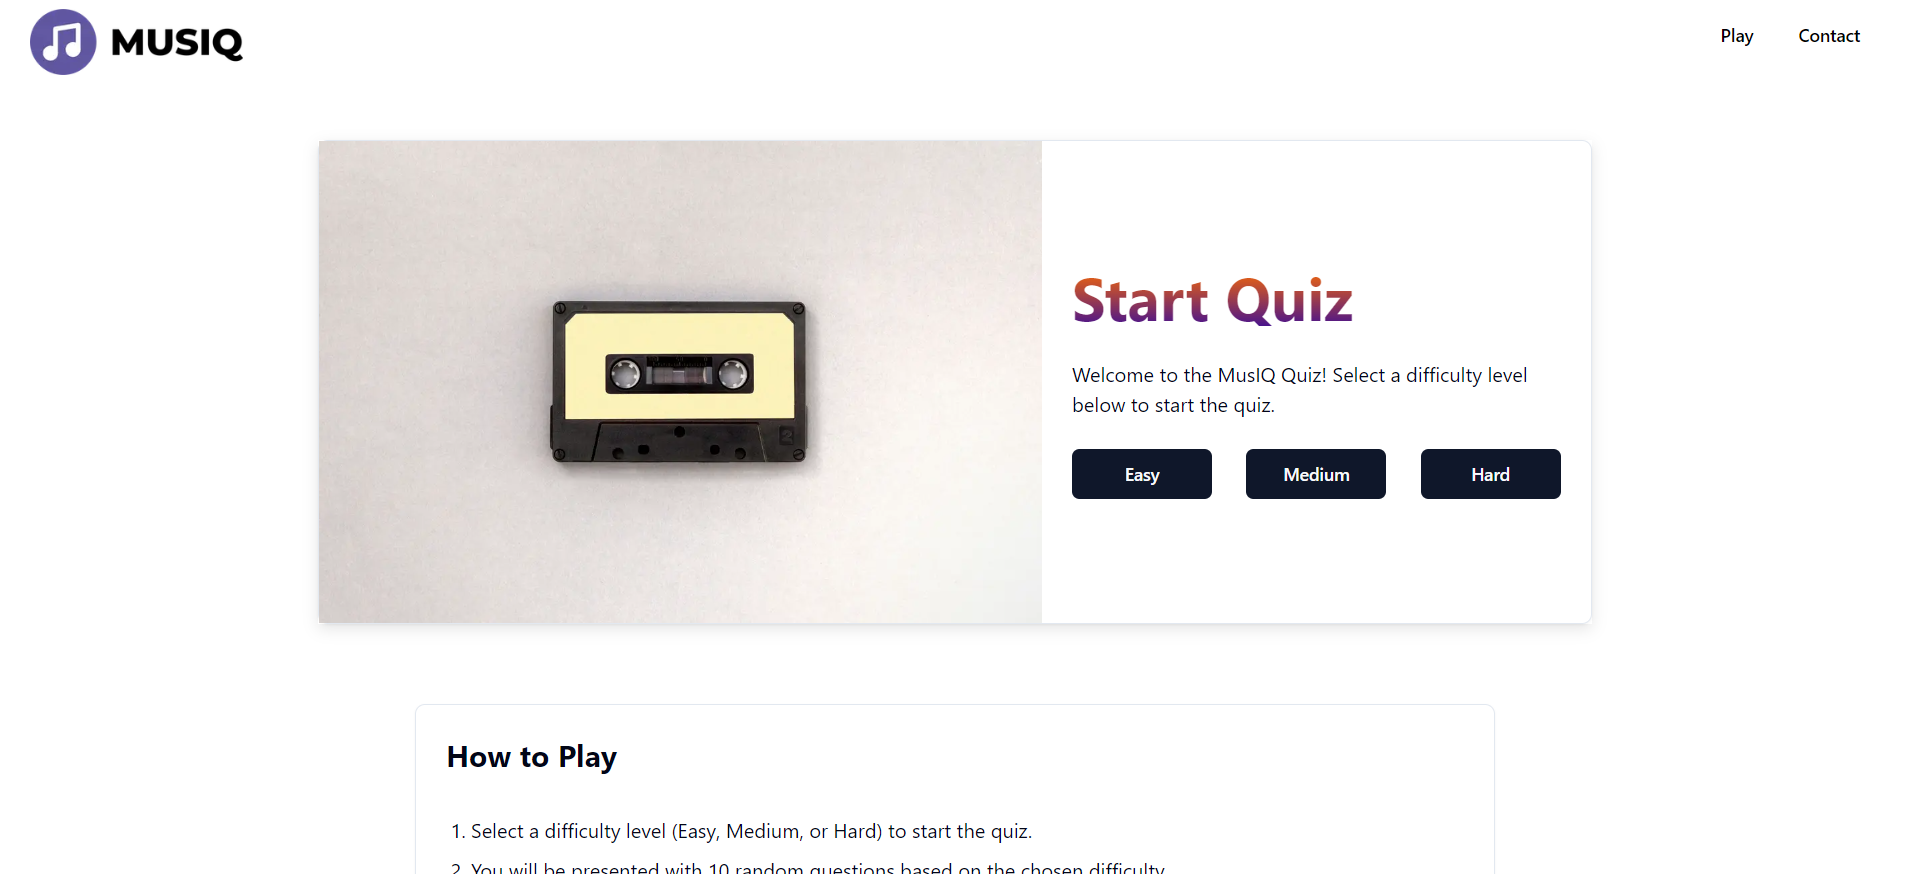 MUSIQ
Play
Contact
2
Start Quiz
Welcome to the MusIQ Quiz! Select a difficulty level
below to start the quiz.
Easy
Medium
Hard
How to Play
1. Select a difficulty level (Easy, Medium, or Hard) to start the quiz.
2. You will be presented with 10 random questions based on the chosen difficulty.